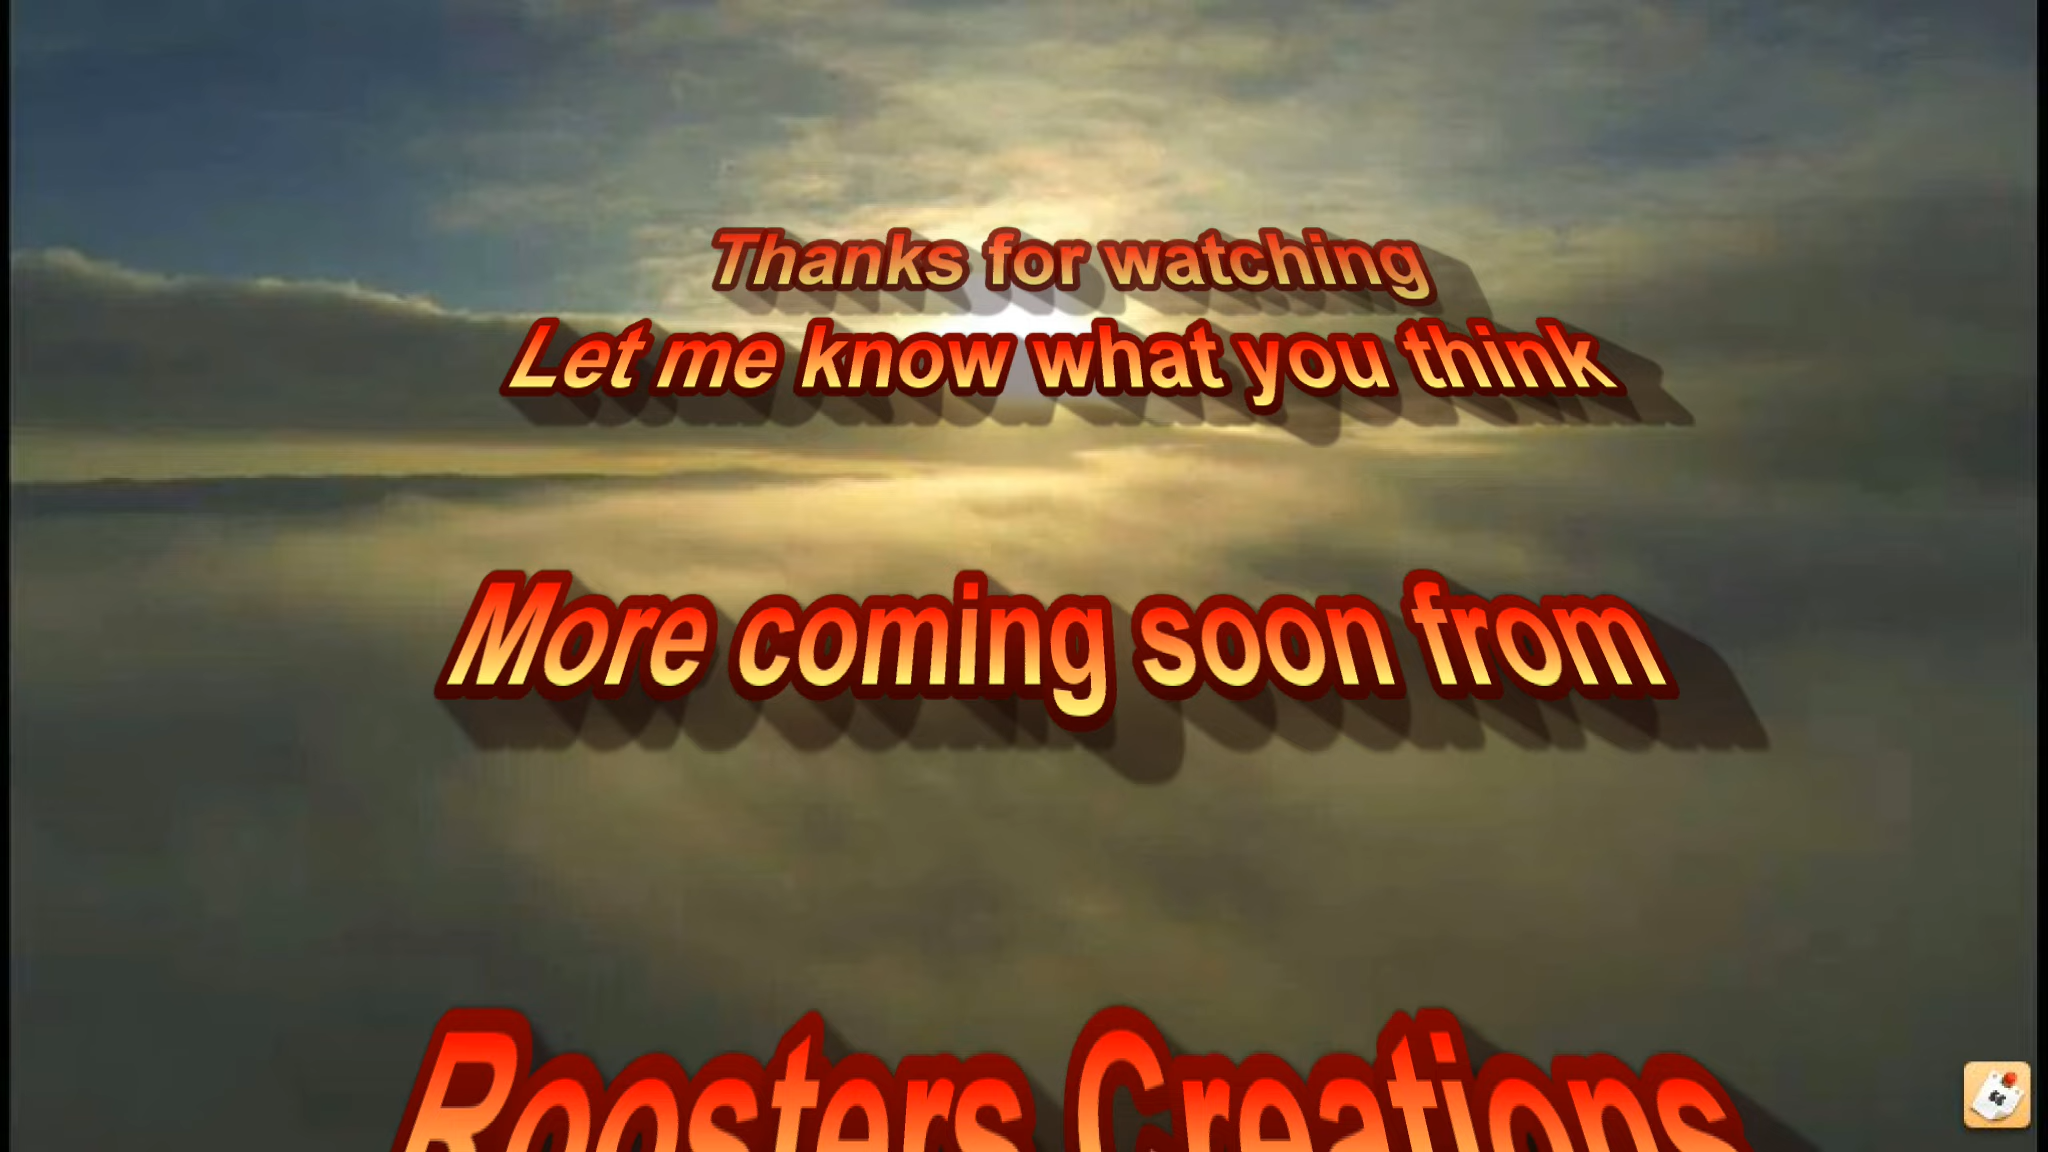 Thanks for watching
Let me know what you think
More coming soon from
Roosters Creations